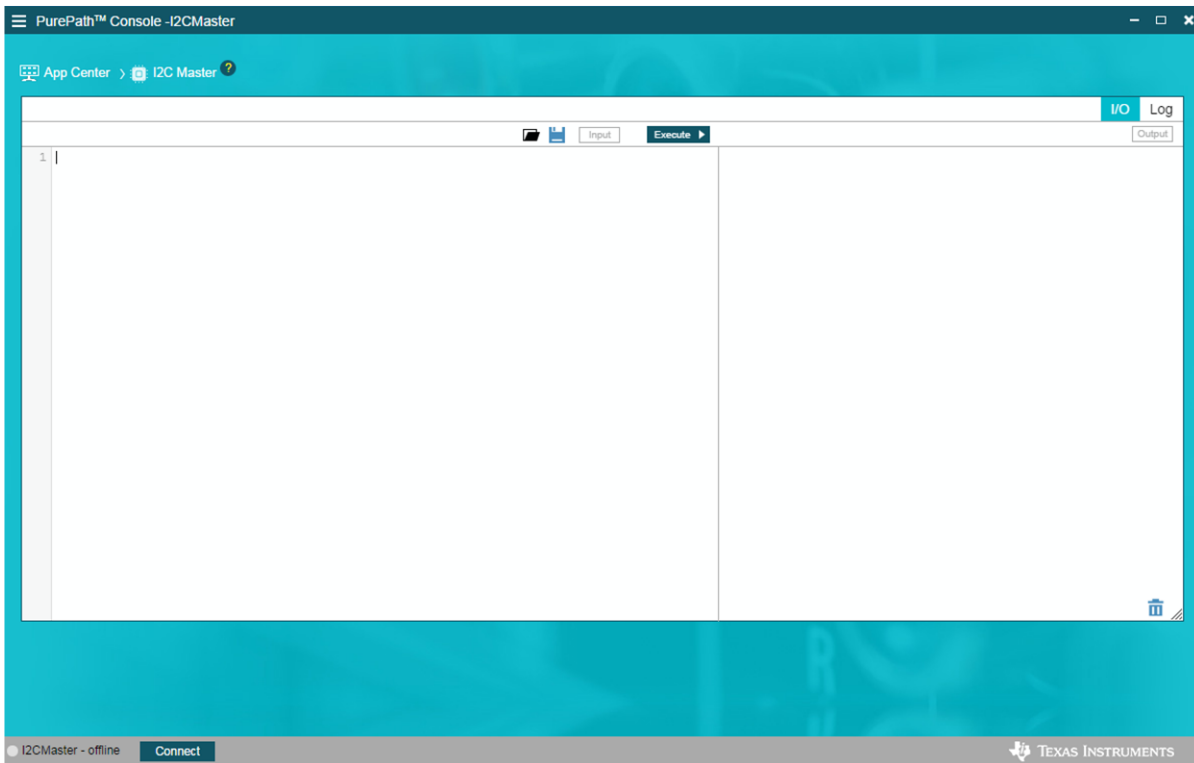 PurePath™ Console -I2CMaster
App Center > I2C Master ?
I/O Log
Input Execute Output
1
I2CMaster - offline Connect TEXAS INSTRUMENTS